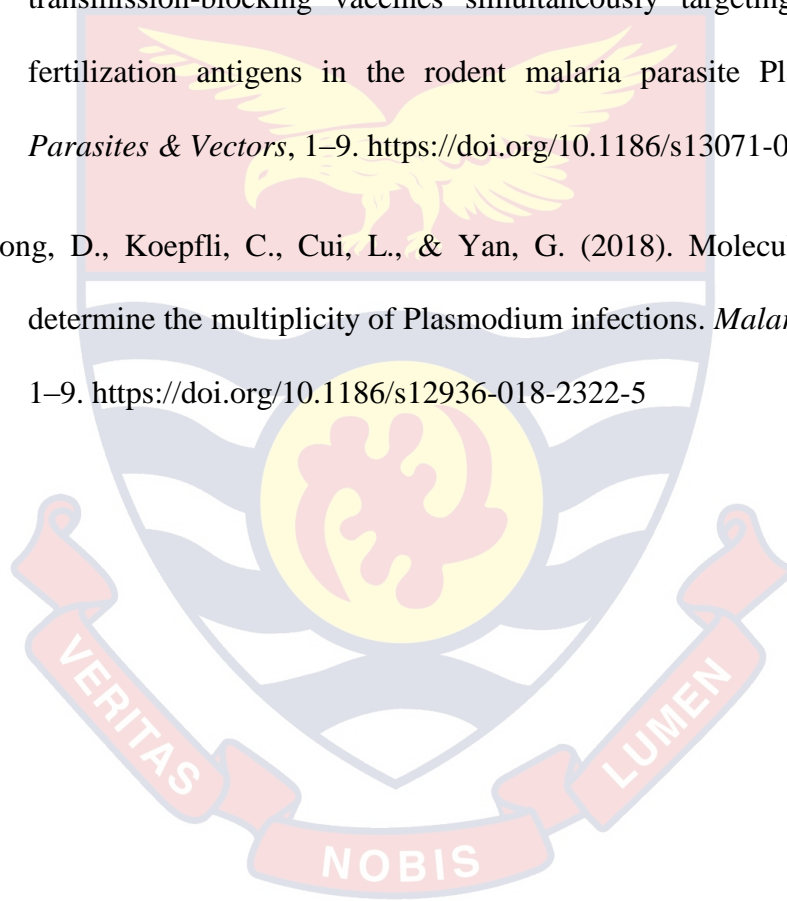 transmission-blocking vaccines simultaneously targeting
fertilization antigens in the rodent malaria parasite Pl
Parasites & Vectors, 1–9. https://doi.org/10.1186/s13071-0
ong, D., Koepfli, C., Cui, L., & Yan, G. (2018). Molecul
determine the multiplicity of Plasmodium infections. Malar
1–9. https://doi.org/10.1186/s12936-018-2322-5
VERITAS
NOBIS
LUMEN